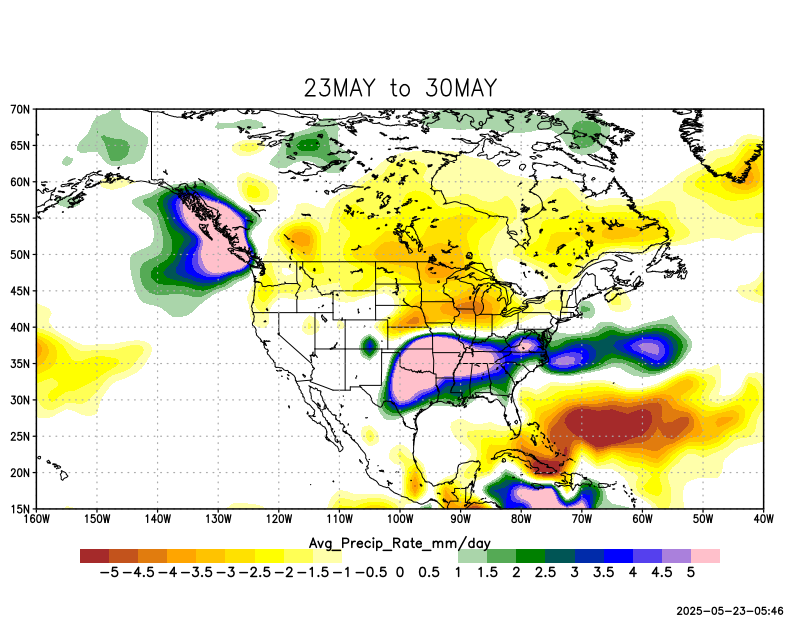 23MAY to 30MAY
70N
65N
60N
55N
50N
45N
40N
35N
30N
25N
20N
15N
160W 150W 140W 130W 120W 110W 100W 90W 80W 70W 60W 50W 40W
Avg_Precip_Rate_mm/day
-5 -4.5 -4 -3.5 -3 -2.5 -2 -1.5 -1 -0.5 0 0.5 1 1.5 2 2.5 3 3.5 4 4.5 5
2025-05-23-05:46